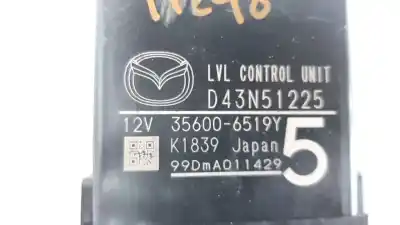 LVL CONTROL UNIT
D43N51225
12V 35600-6519Y
K1839 Japan 5
99DmA011429